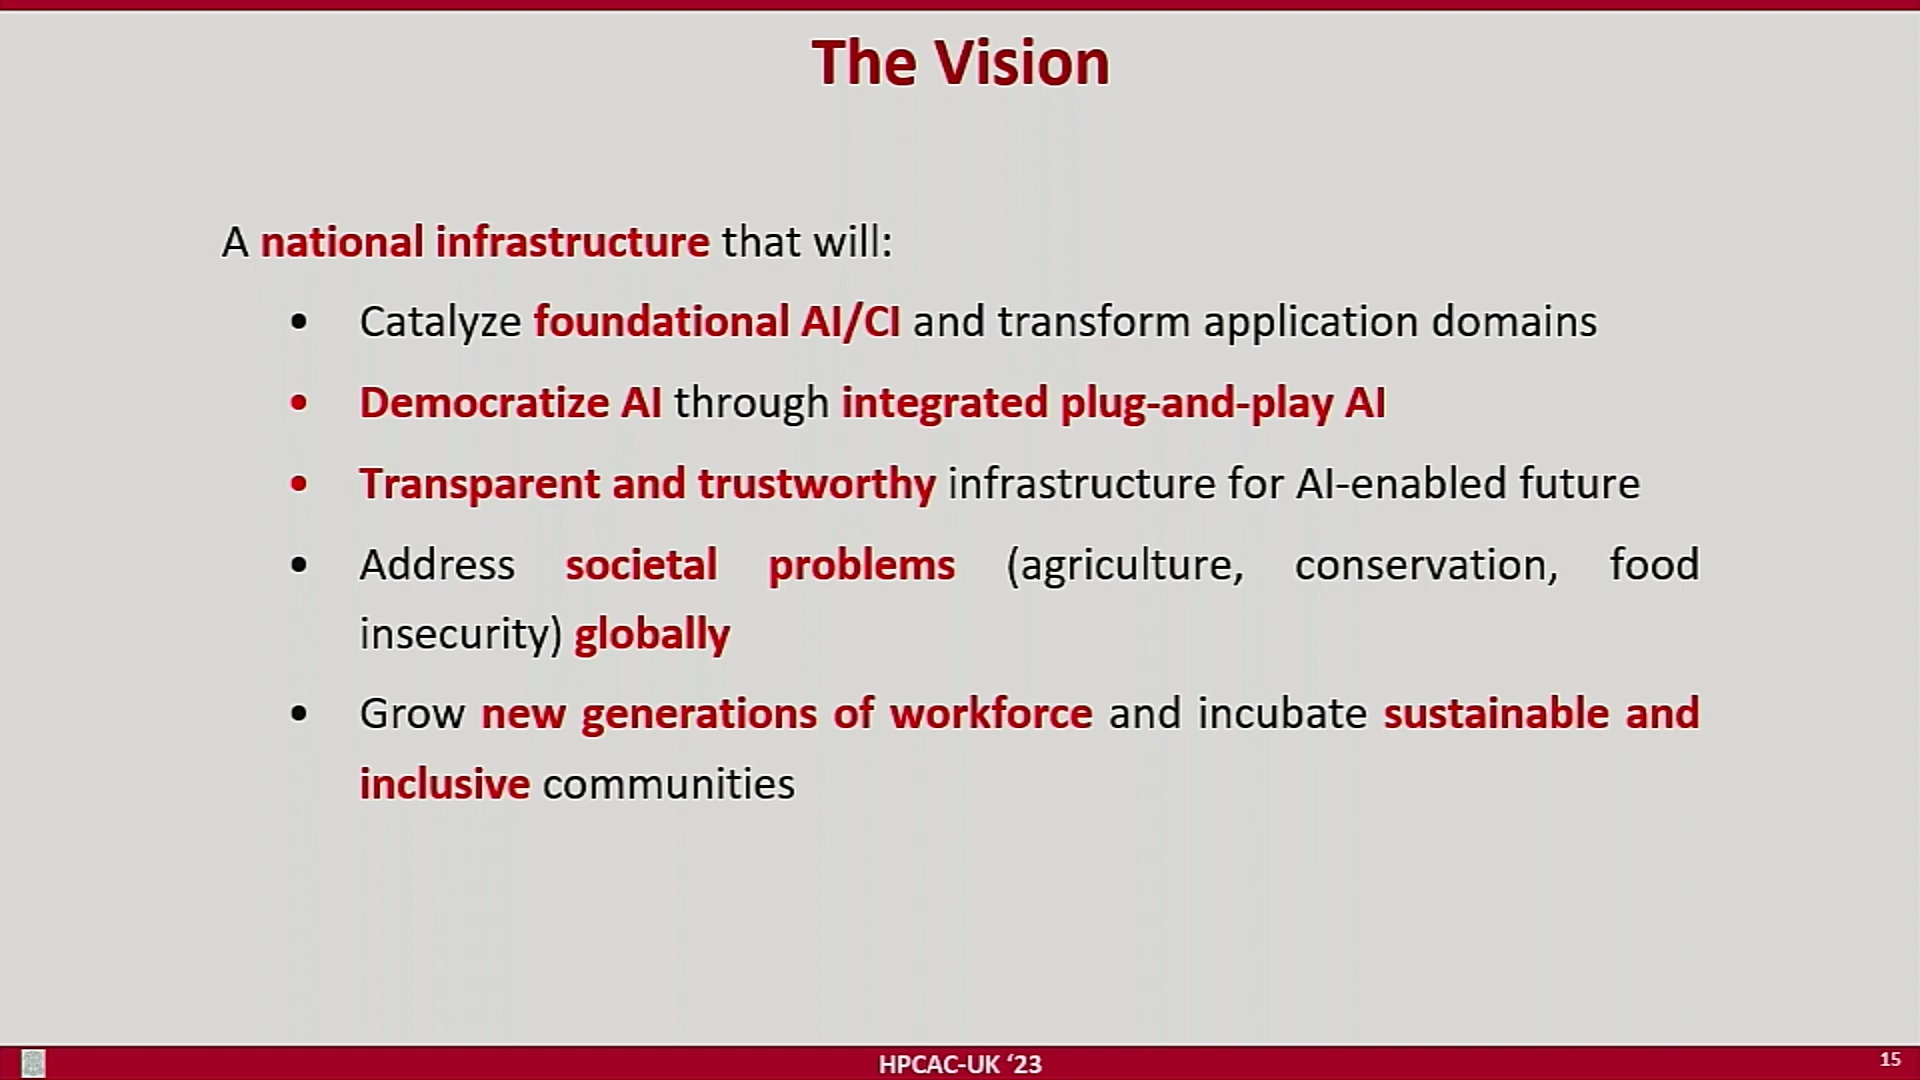 The Vision
A national infrastructure that will:
• Catalyze foundational AI/CI and transform application domains
• Democratize AI through integrated plug-and-play AI
• Transparent and trustworthy infrastructure for AI-enabled future
• Address societal problems (agriculture, conservation, food
insecurity) globally
• Grow new generations of workforce and incubate sustainable and
inclusive communities
HPCAC-UK ‘23
15